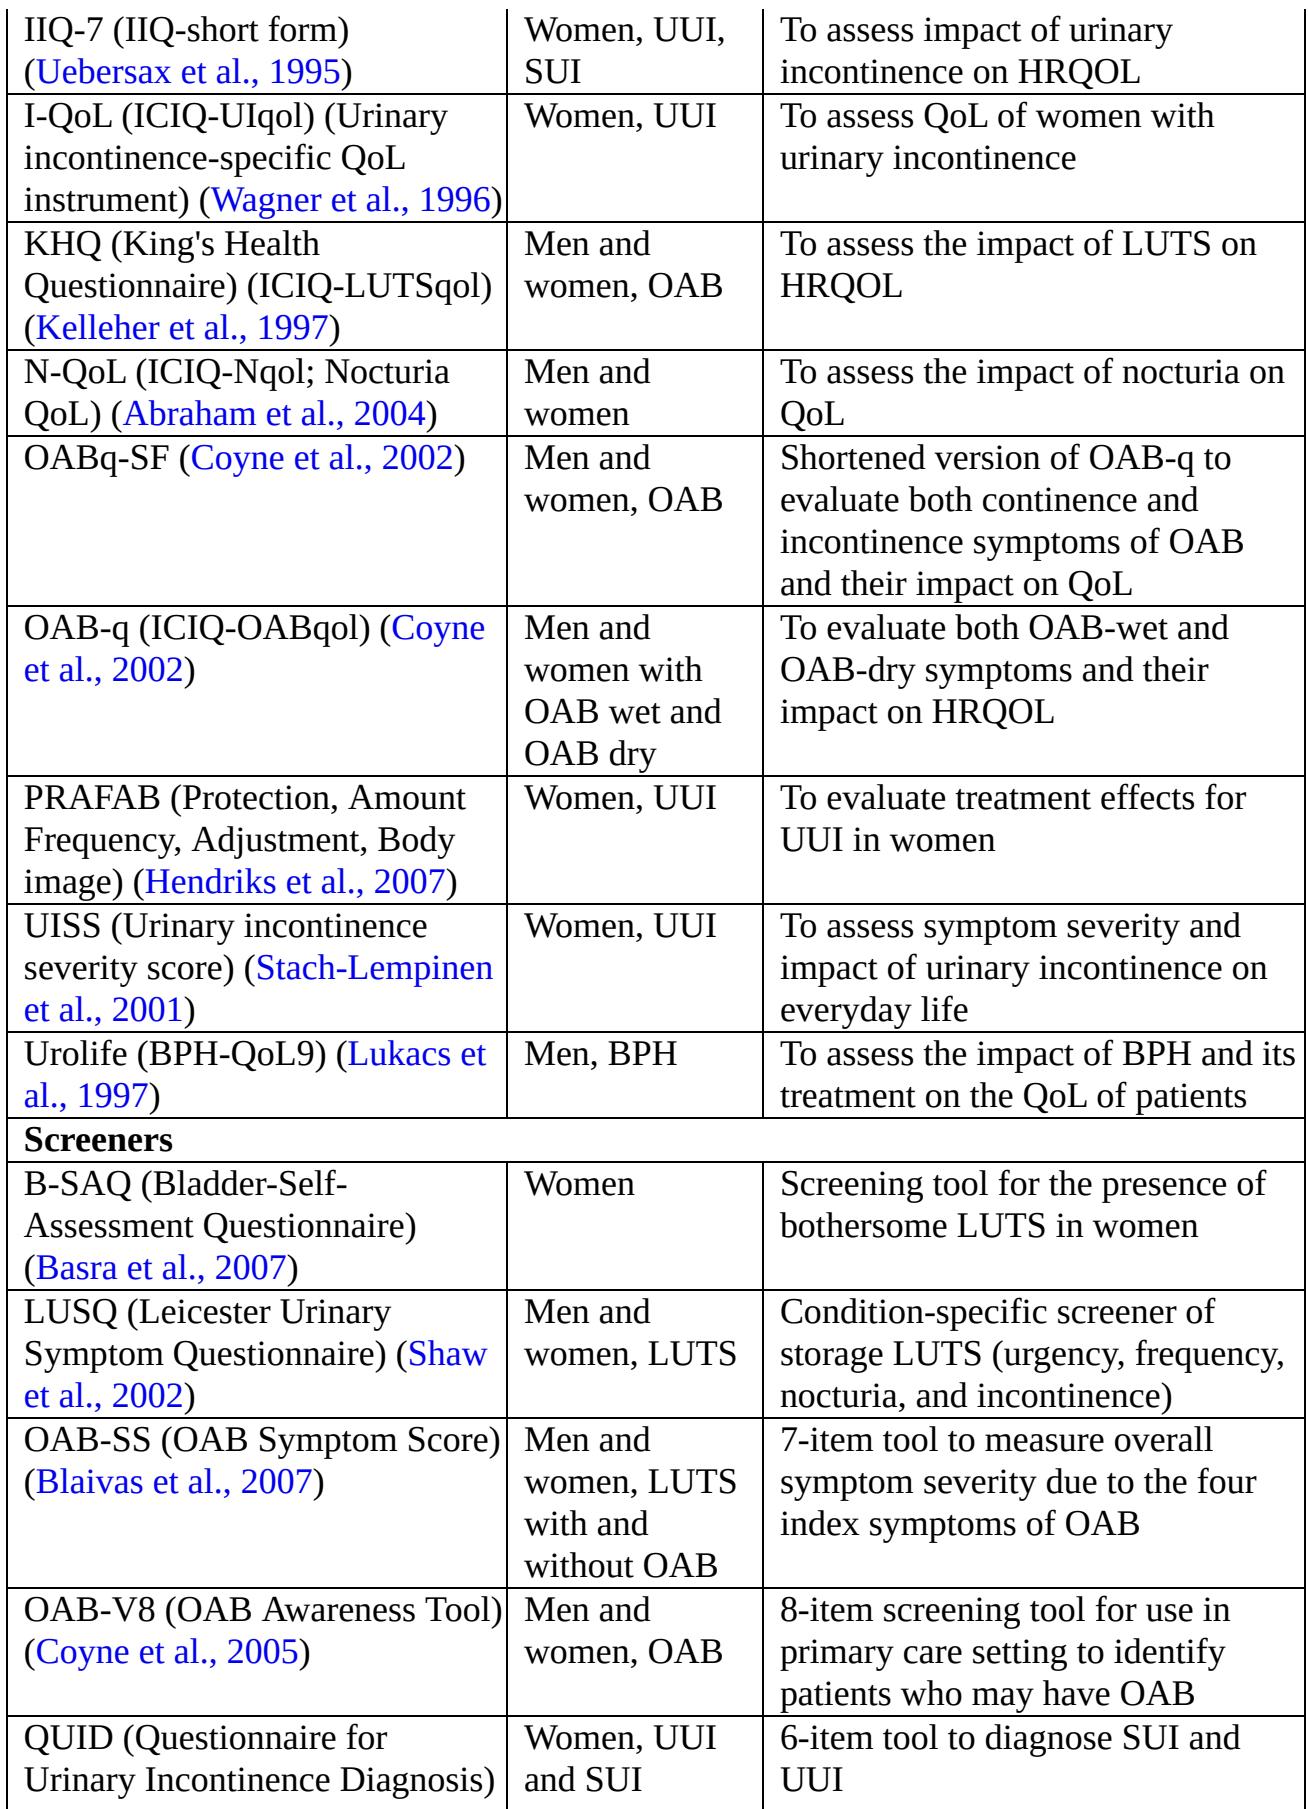 IIQ-7 (IIQ-short form)
(Uebersax et al., 1995)
Women, UUI,
SUI
To assess impact of urinary
incontinence on HRQOL
I-QoL (ICIQ-UIqol) (Urinary
incontinence-specific QoL
instrument) (Wagner et al., 1996)
Women, UUI
To assess QoL of women with
urinary incontinence
KHQ (King's Health
Questionnaire) (ICIQ-LUTSqol)
(Kelleher et al., 1997)
Men and
women, OAB
To assess the impact of LUTS on
HRQOL
N-QoL (ICIQ-Nqol; Nocturia
QoL) (Abraham et al., 2004)
Men and
women
To assess the impact of nocturia on
QoL
OABq-SF (Coyne et al., 2002)
Men and
women, OAB
Shortened version of OAB-q to
evaluate both continence and
incontinence symptoms of OAB
and their impact on QoL
OAB-q (ICIQ-OABqol) (Coyne
et al., 2002)
Men and
women with
OAB wet and
OAB dry
To evaluate both OAB-wet and
OAB-dry symptoms and their
impact on HRQOL
PRAFAB (Protection, Amount
Frequency, Adjustment, Body
image) (Hendriks et al., 2007)
Women, UUI
To evaluate treatment effects for
UUI in women
UISS (Urinary incontinence
severity score) (Stach-Lempinen
et al., 2001)
Women, UUI
To assess symptom severity and
impact of urinary incontinence on
everyday life
Urolife (BPH-QoL9) (Lukacs et
al., 1997)
Men, BPH
To assess the impact of BPH and its
treatment on the QoL of patients
Screeners
B-SAQ (Bladder-Self-
Assessment Questionnaire)
(Basra et al., 2007)
Women
Screening tool for the presence of
bothersome LUTS in women
LUSQ (Leicester Urinary
Symptom Questionnaire) (Shaw
et al., 2002)
Men and
women, LUTS
Condition-specific screener of
storage LUTS (urgency, frequency,
nocturia, and incontinence)
OAB-SS (OAB Symptom Score)
(Blaivas et al., 2007)
Men and
women, LUTS
with and
without OAB
7-item tool to measure overall
symptom severity due to the four
index symptoms of OAB
OAB-V8 (OAB Awareness Tool)
(Coyne et al., 2005)
Men and
women, OAB
8-item screening tool for use in
primary care setting to identify
patients who may have OAB
QUID (Questionnaire for
Urinary Incontinence Diagnosis)
Women, UUI
and SUI
6-item tool to diagnose SUI and
UUI